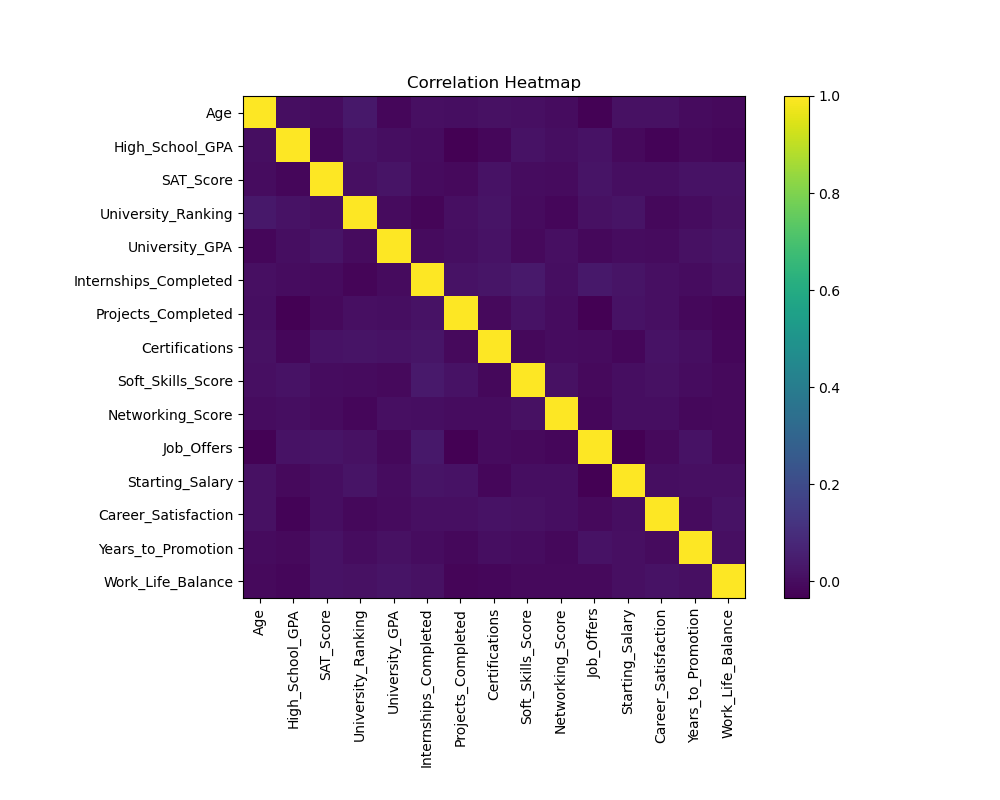 Correlation Heatmap
Age
High_School_GPA
SAT_Score
University_Ranking
University_GPA
Internships_Completed
Projects_Completed
Certifications
Soft_Skills_Score
Networking_Score
Job_Offers
Starting_Salary
Career_Satisfaction
Years_to_Promotion
Work_Life_Balance
Age
High_School_GPA
SAT_Score
University_Ranking
University_GPA
Internships_Completed
Projects_Completed
Certifications
Soft_Skills_Score
Networking_Score
Job_Offers
Starting_Salary
Career_Satisfaction
Years_to_Promotion
Work_Life_Balance
1.0
0.8
0.6
0.4
0.2
0.0